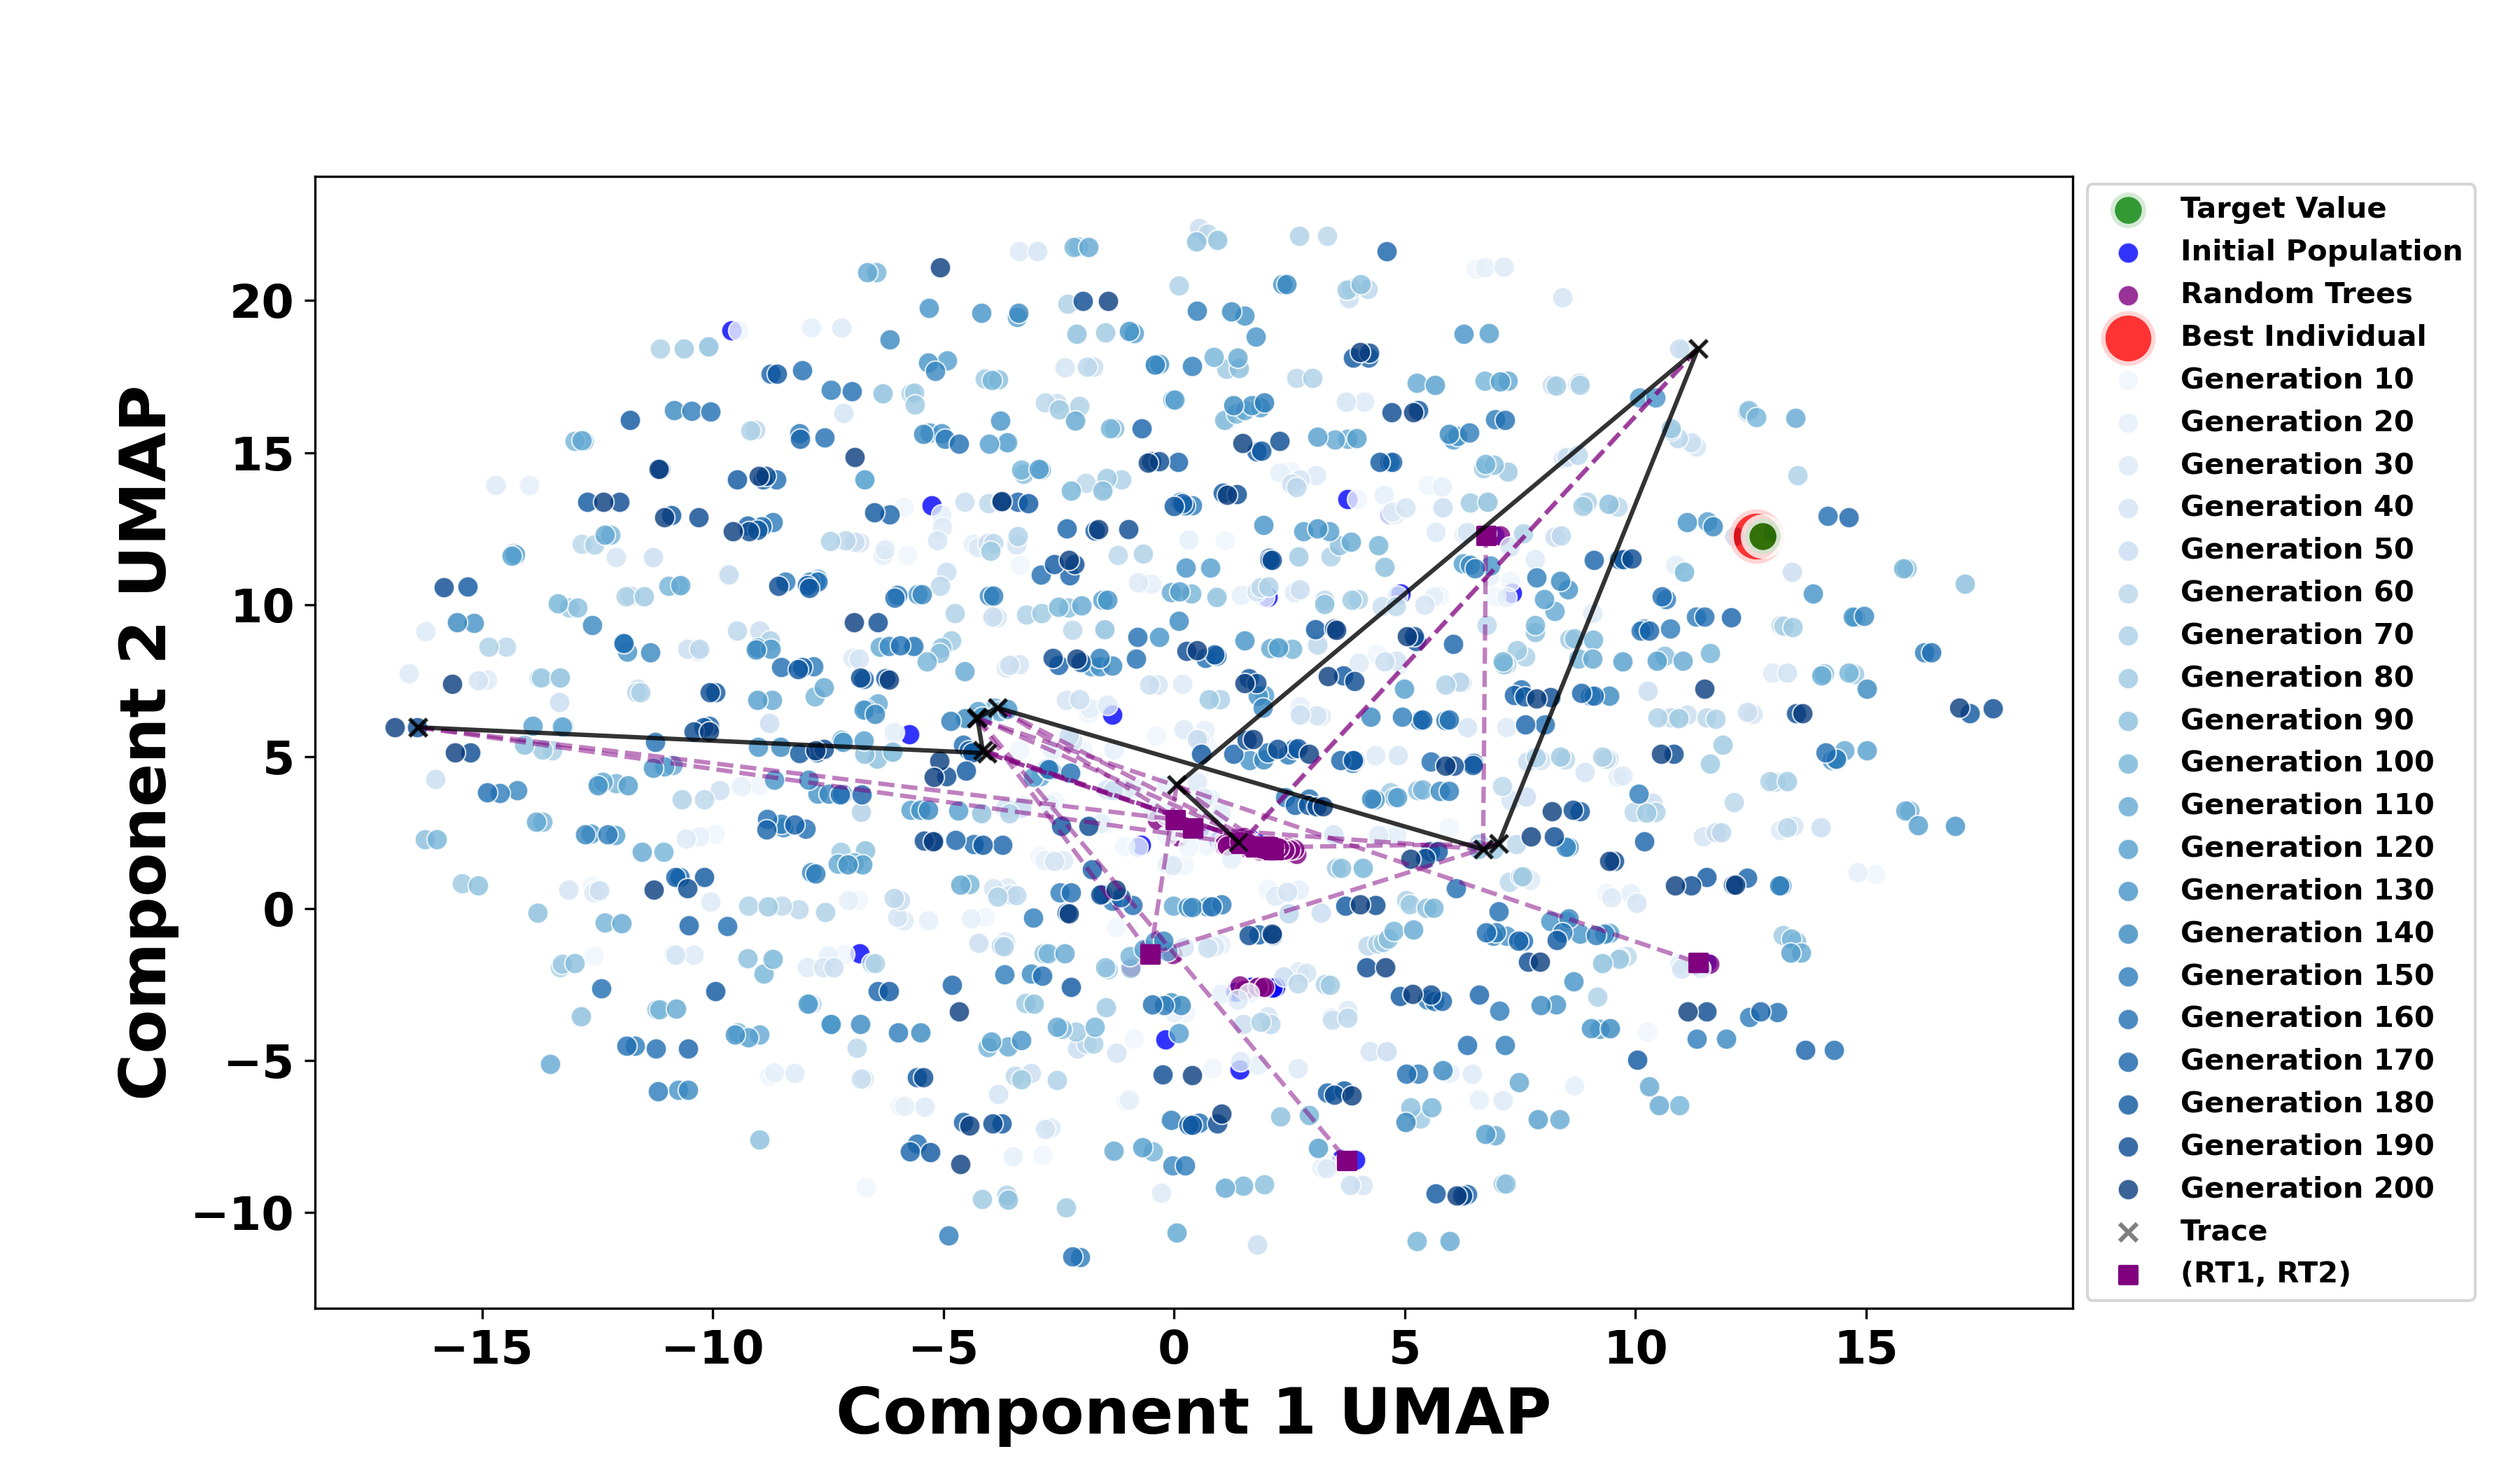 Component 2 UMAP
20
15
10
5
0
−5
−10
−15
−10
−5
0
5
10
15
Component 1 UMAP
Target Value
Initial Population
Random Trees
Best Individual
Generation 10
Generation 20
Generation 30
Generation 40
Generation 50
Generation 60
Generation 70
Generation 80
Generation 90
Generation 100
Generation 110
Generation 120
Generation 130
Generation 140
Generation 150
Generation 160
Generation 170
Generation 180
Generation 190
Generation 200
Trace
(RT1, RT2)